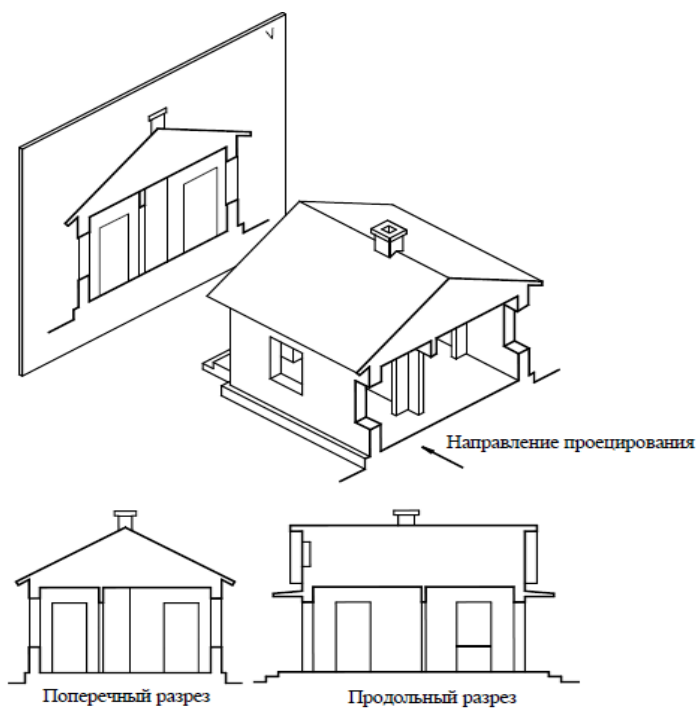 V
Направление проецирования
Поперечный разрез
Продольный разрез